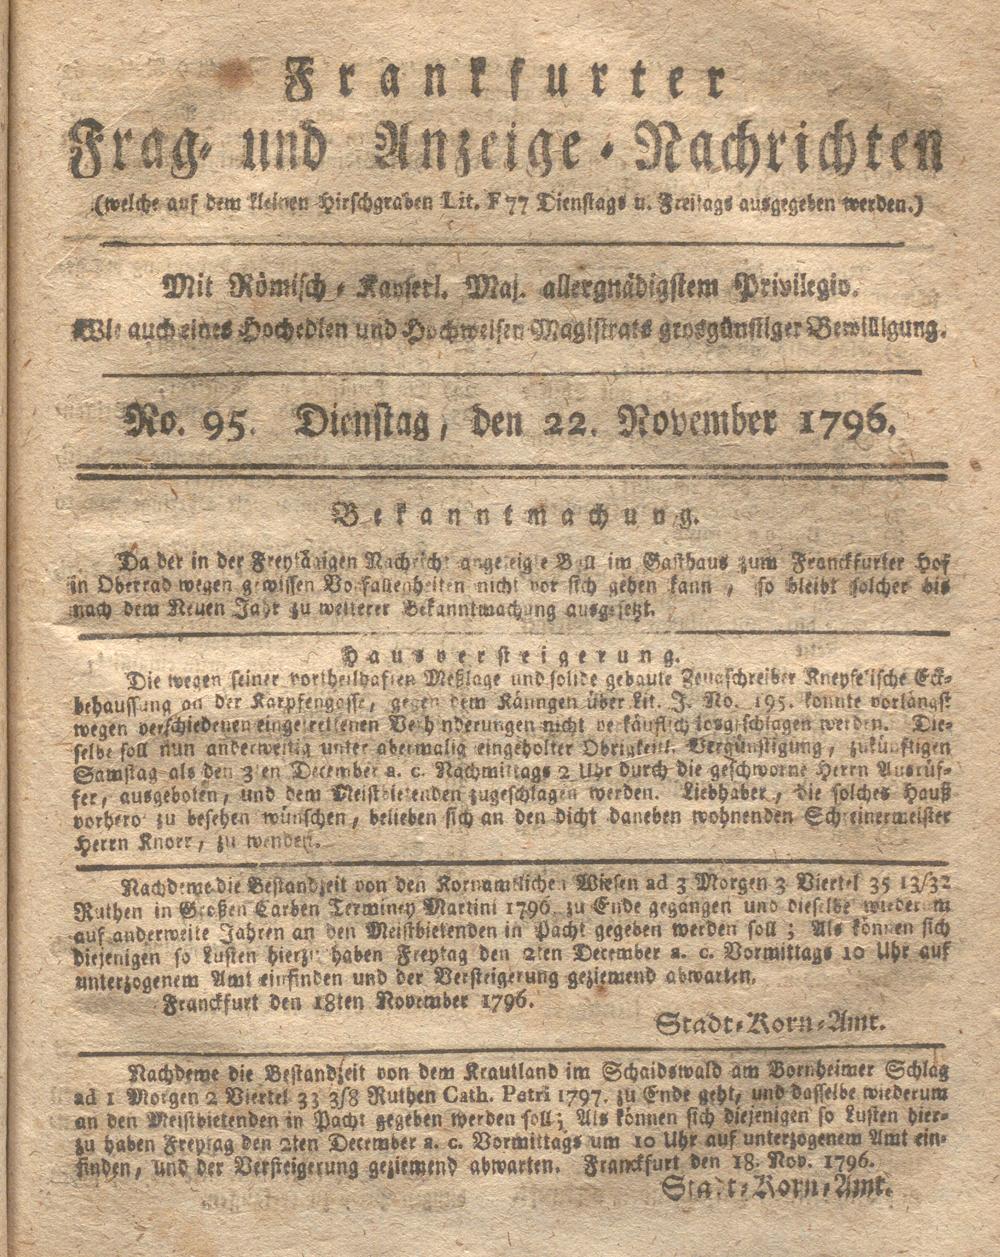 Frankfurter
Frag- und Anzeige-Nachrichten
(welche auf dem kleinen Hirschgraben Lit. F 77 Dienstags u. Freitags ausgegeben werden.)
Mit Römisch-Kayserl. Maj. allergnädigstem Privilegio.
Wie auch eines Hochedlen und Hochweisen Magistrats grosgünstiger Bewilligung.
No. 95. Dienstag, den 22. November 1796.
Bekanntmachung.
Da der in der Freytägigen Nachricht angezeigte Ball im Gasthaus zum Franckfurter Hof
in Oberrad wegen gewissen Vorfallenheiten nicht vor sich gehen kann, so bleibt solcher bis
nach dem Neuen Jahr zu weiterer Bekanntmachung ausgesetzt.
Hausversteigerung.
Die wegen seiner vortheilhaften Meßlage und solide gebaute Zeugschreiber Kneysel'ische Eck-
behausung an der Karpfengasse, gegen dem Känngen über Lit. J. No. 195. konnte vorlängst
wegen verschiedenen eingetrettenen Verhinderungen nicht verkäuflich losgeschlagen werden. Die-
selbe soll nun anderweitig unter abermalig eingeholter Obrigkeitl. Vergünstigung, zukünftigen
Samstag als den 3ten December a. c. Nachmittags 2 Uhr durch die geschworne Herrn Ausrüf-
fer, ausgeboten, und dem Meistbietenden zugeschlagen werden. Liebhaber, die solches Hauß
vorhero zu besehen wünschen, belieben sich an den dicht daneben wohnenden Schreinermeister
Herrn Knorr, zu wenden.
Nachdeme die Bestandzeit von den Kornamtlichen Wiesen ad 3 Morgen 3 Viertel 35 13/32
Ruthen in Großen Carben Terminey Martini 1796. zu Ende gegangen und dieselbe wiederum
auf anderweite Jahren an den Meistbietenden in Pacht gegeben werden soll; Als können sich
diejenigen so Lusten hierzu haben Freytag den 2ten December a. c. Vormittags 10 Uhr auf
unterzogenem Amt einfinden und der Versteigerung geziemend abwarten,
Franckfurt den 18ten November 1796.
Stadt-Korn-Amt.
Nachdeme die Bestandzeit von dem Krautland im Schaidswald am Bornheimer Schlag
ad 1 Morgen 2 Viertel 33 3/8 Ruthen Cath. Petri 1797. zu Ende geht, und dasselbe wiederum
an den Meistbietenden in Pacht gegeben werden soll; Als können sich diejenigen so Lusten hier-
zu haben Freytag den 2ten December a. c. Vormittags um 10 Uhr auf unterzogenem Amt ein-
finden, und der Versteigerung geziemend abwarten. Franckfurt den 18. Nov. 1796.
Stadt-Korn-Amt.